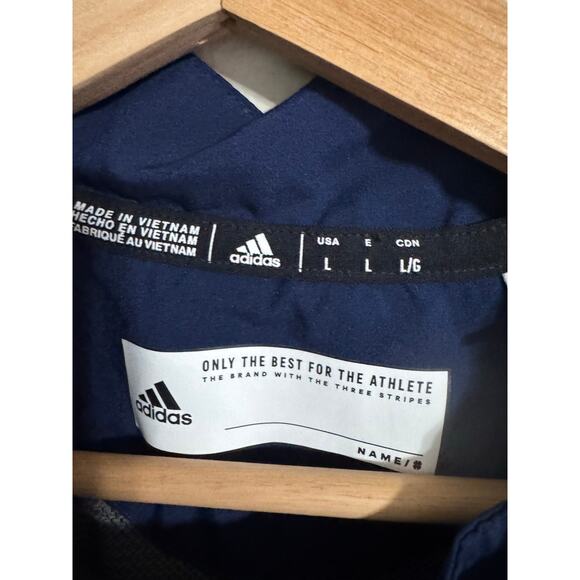 MADE IN VIETNAM
HECHO EN VIETNAM
FABRIQUÉ AU VIETNAM
adidas
USA E CDN
L L L/G
ONLY THE BEST FOR THE ATHLETE
THE BRAND WITH THE THREE STRIPES
adidas
NAME/#